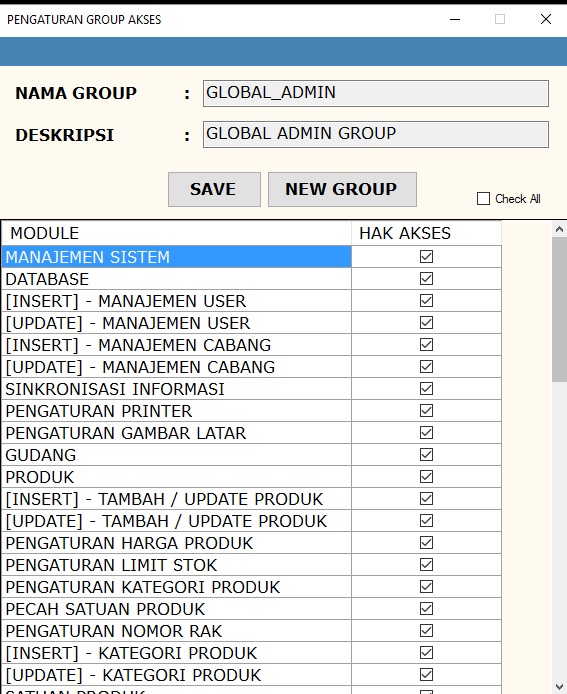 PENGATURAN GROUP AKSES
NAMA GROUP : GLOBAL_ADMIN
DESKRIPSI : GLOBAL ADMIN GROUP
SAVE NEW GROUP Check All
MODULE HAK AKSES
MANAJEMEN SISTEM
DATABASE
[INSERT] - MANAJEMEN USER
[UPDATE] - MANAJEMEN USER
[INSERT] - MANAJEMEN CABANG
[UPDATE] - MANAJEMEN CABANG
SINKRONISASI INFORMASI
PENGATURAN PRINTER
PENGATURAN GAMBAR LATAR
GUDANG
PRODUK
[INSERT] - TAMBAH / UPDATE PRODUK
[UPDATE] - TAMBAH / UPDATE PRODUK
PENGATURAN HARGA PRODUK
PENGATURAN LIMIT STOK
PENGATURAN KATEGORI PRODUK
PECAH SATUAN PRODUK
PENGATURAN NOMOR RAK
[INSERT] - KATEGORI PRODUK
[UPDATE] - KATEGORI PRODUK
SATUAN PRODUK